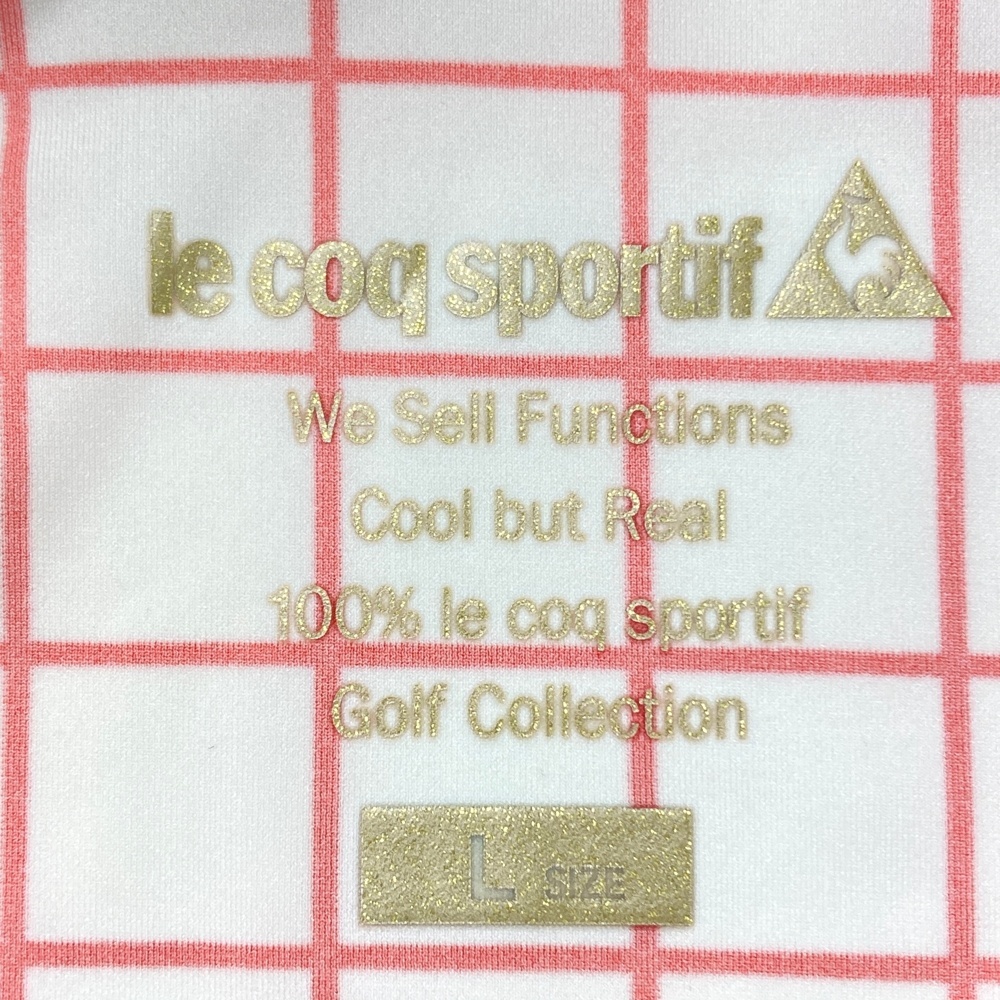 le coq sportif
We Sell Functions
Cool but Real
100% le coq sportif
Golf Collection
L SIZE